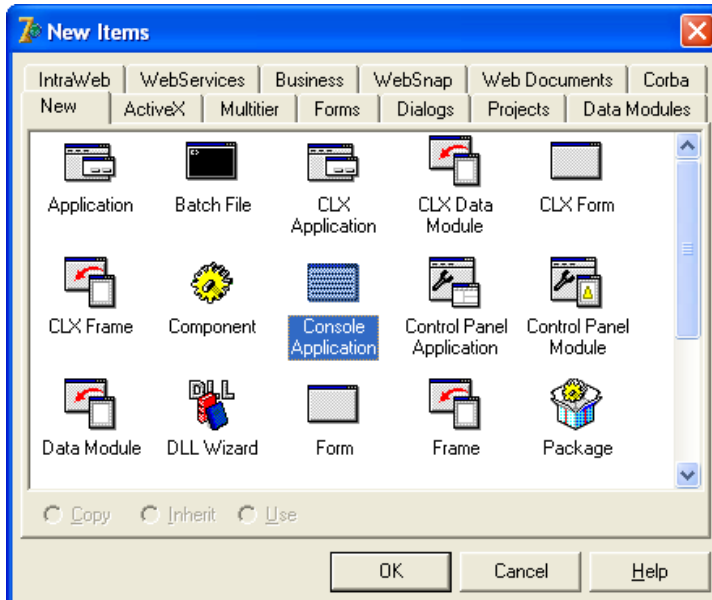 New Items
IntraWeb WebServices Business WebSnap Web Documents Corba
New ActiveX Multitier Forms Dialogs Projects Data Modules
Application Batch File CLX Application CLX Data Module CLX Form
CLX Frame Component Console Application Control Panel Application Control Panel Module
Data Module DLL Wizard Form Frame Package
Copy Inherit Use
OK Cancel Help